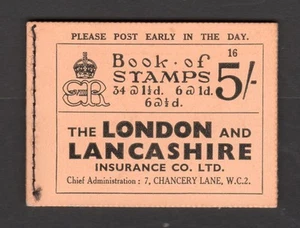 PLEASE POST EARLY IN THE DAY.
Book of
STAMPS
16
5/-
34 @ 1½d. 6 @ 1d.
6 @ ½d.
THE LONDON AND
LANCASHIRE
INSURANCE CO. LTD.
Chief Administration : 7, CHANCERY LANE, W.C.2.